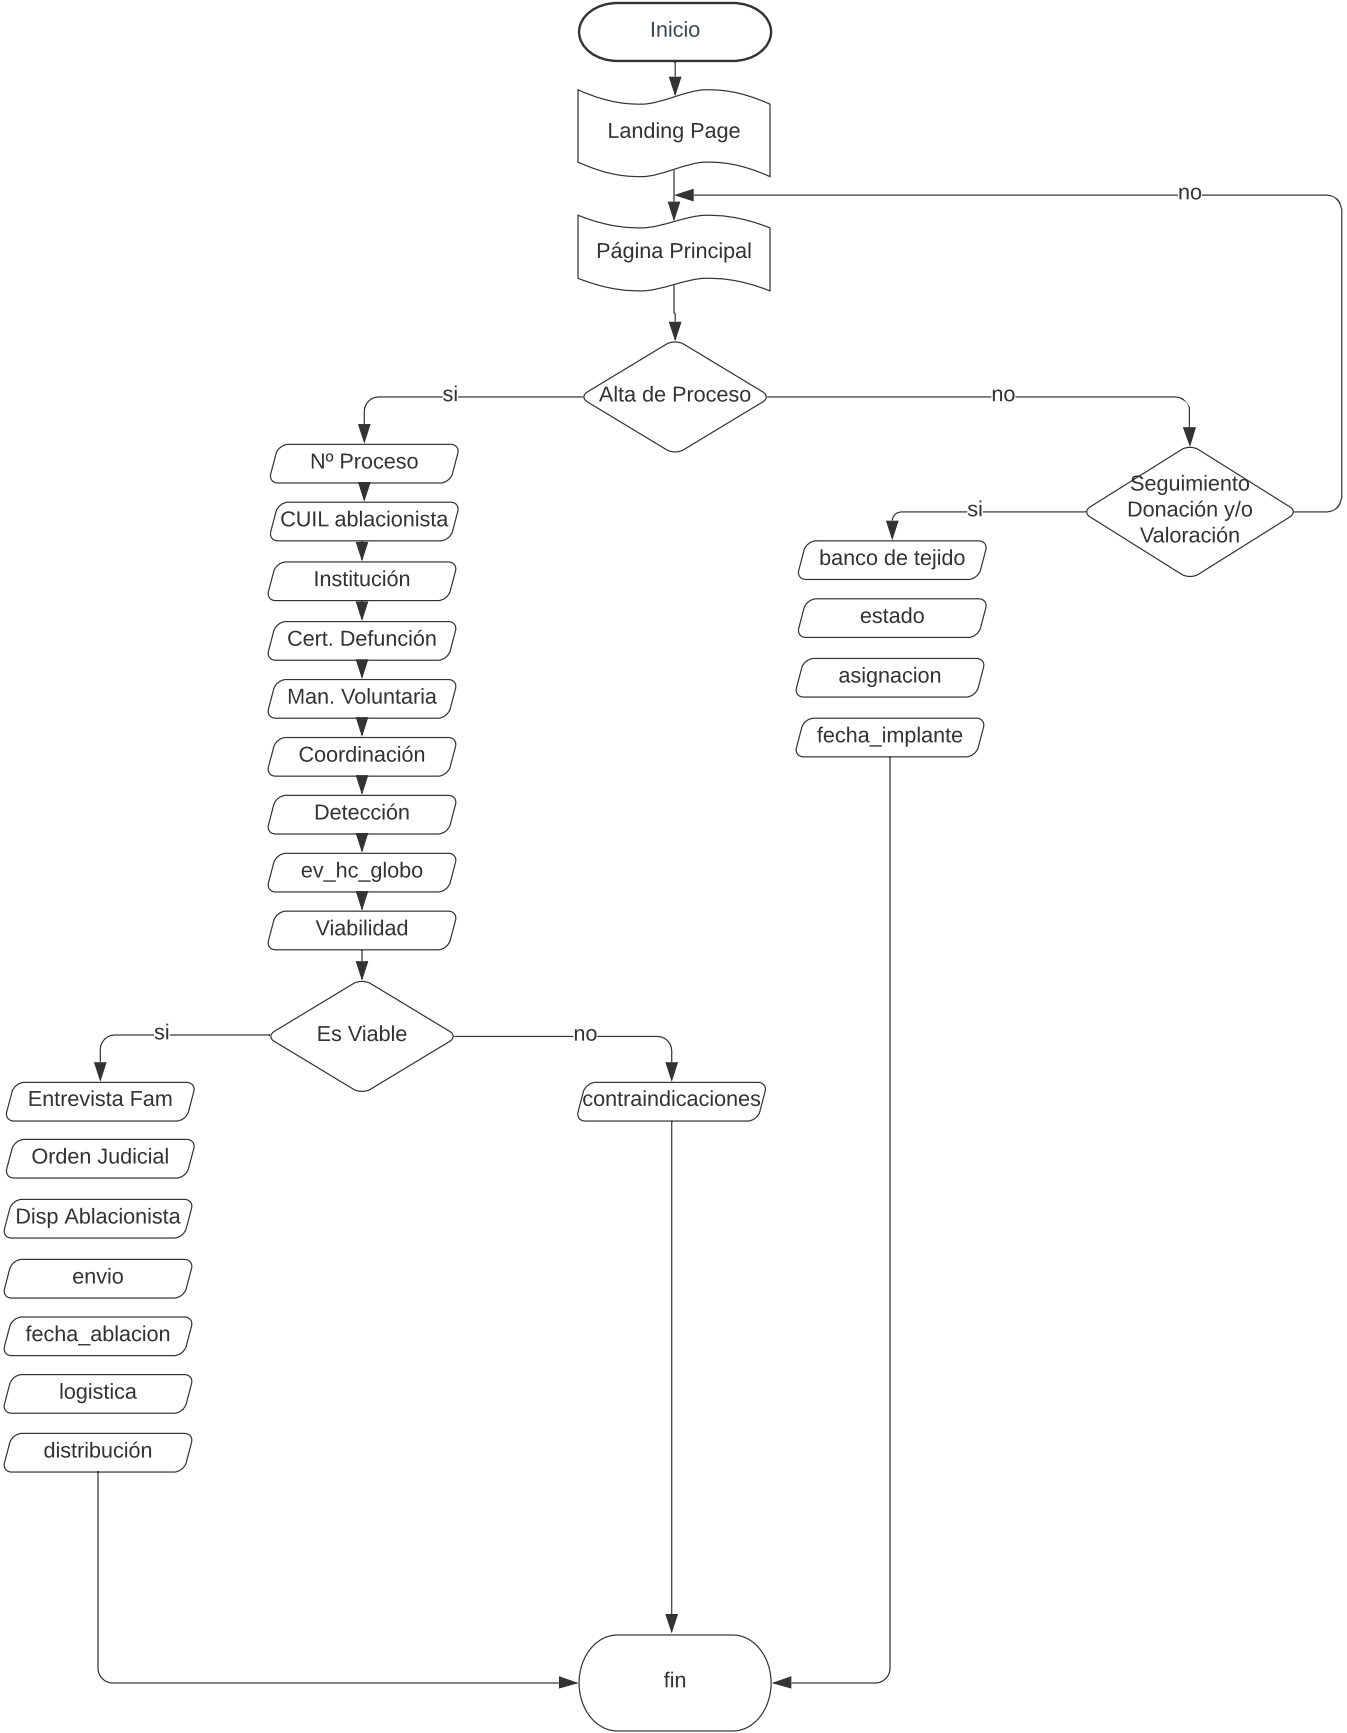 Inicio
Landing Page
no
Página Principal
si
Alta de Proceso
no
Nº Proceso
CUIL ablacionista
Institución
Cert. Defunción
Man. Voluntaria
Coordinación
Detección
ev_hc_globo
Viabilidad
Seguimiento
Donación y/o
Valoración
si
banco de tejido
estado
asignacion
fecha_implante
si
Es Viable
no
Entrevista Fam
Orden Judicial
Disp Ablacionista
envio
fecha_ablacion
logistica
distribución
contraindicaciones
fin